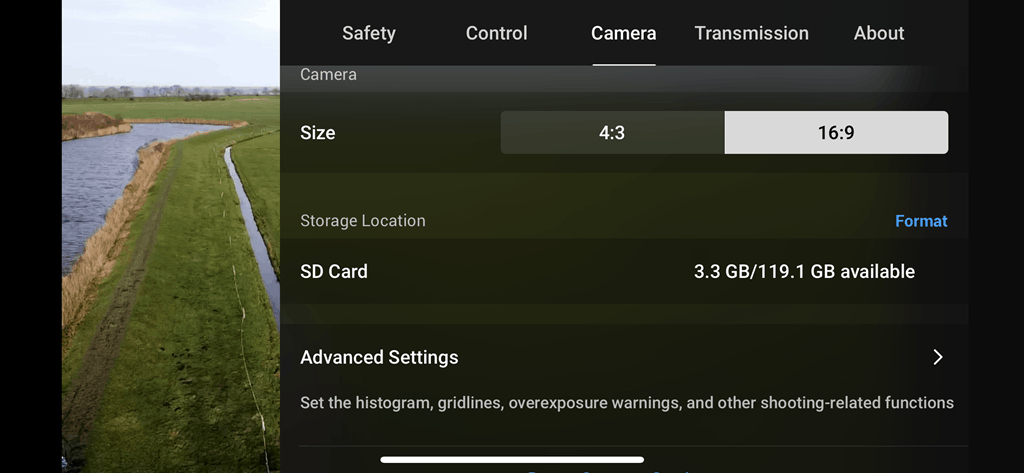 Safety Control Camera Transmission About
Camera
Size 4:3 16:9
Storage Location Format
SD Card 3.3 GB/119.1 GB available
Advanced Settings
Set the histogram, gridlines, overexposure warnings, and other shooting-related functions